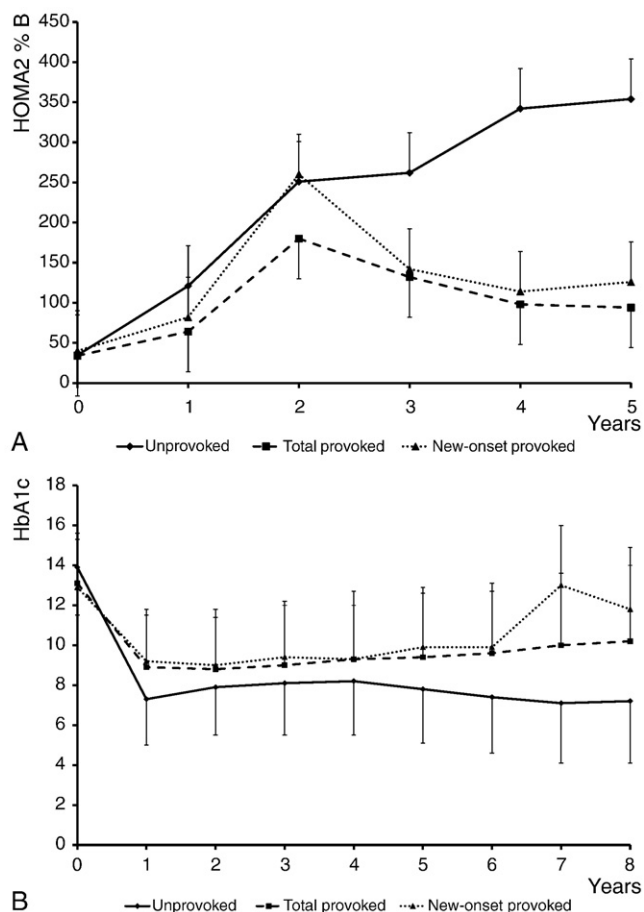 HOMA2 % B
450
400
350
300
250
200
150
100
50
0
0 1 2 3 4 5
Years
A
Unprovoked Total provoked New-onset provoked
HbA1c
18
16
14
12
10
8
6
4
2
0
0 1 2 3 4 5 6 7 8
Years
B
Unprovoked Total provoked New-onset provoked